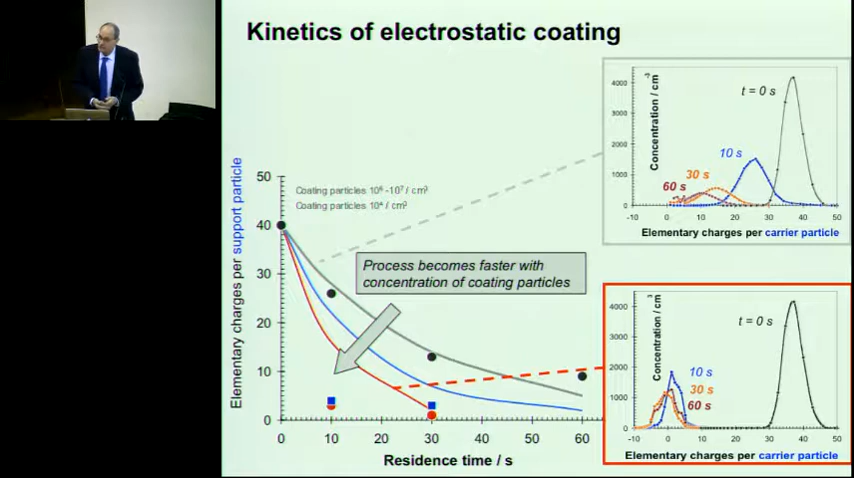 Kinetics of electrostatic coating
Coating particles 10⁶ -10⁷ / cm³
Coating particles 10⁴ / cm³
Process becomes faster with
concentration of coating particles
Elementary charges per support particle
50
40
30
20
10
0
0 10 20 30 40 50 60
Residence time / s
Concentration / cm⁻³
4000
3000
2000
1000
0
t = 0 s
10 s
30 s
60 s
-10 0 10 20 30 40 50
Elementary charges per carrier particle
Concentration / cm⁻³
4000
3000
2000
1000
0
t = 0 s
10 s
30 s
60 s
-10 0 10 20 30 40 50
Elementary charges per carrier particle